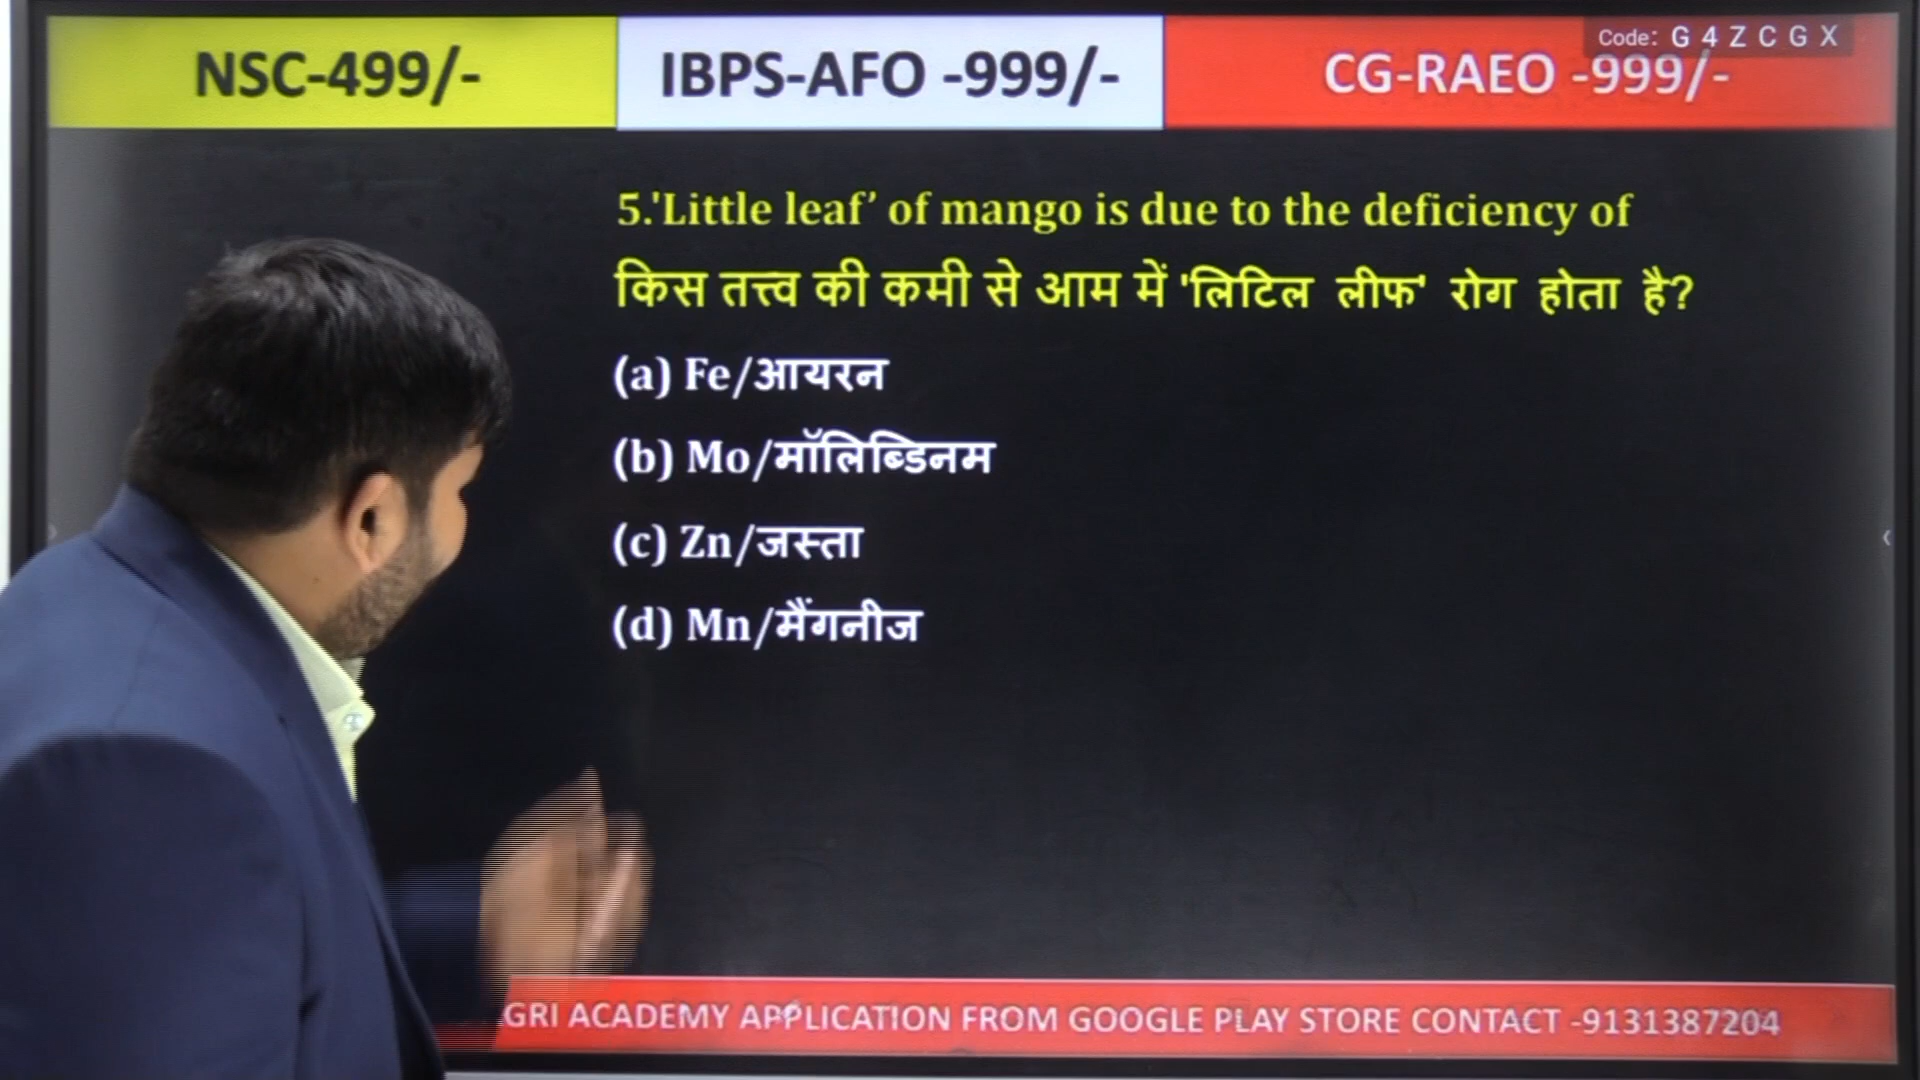 NSC-499/-
IBPS-AFO -999/-
CG-RAEO -999/-
Code: G 4 Z C G X
5.'Little leaf’ of mango is due to the deficiency of
किस तत्त्व की कमी से आम में 'लिटिल लीफ' रोग होता है?
(a) Fe/आयरन
(b) Mo/मॉलिब्डिनम
(c) Zn/जस्ता
(d) Mn/मैंगनीज
GRI ACADEMY APPLICATION FROM GOOGLE PLAY STORE CONTACT -9131387204